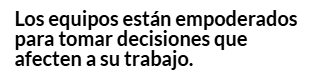 Los equipos están empoderados
para tomar decisiones que
afecten a su trabajo.